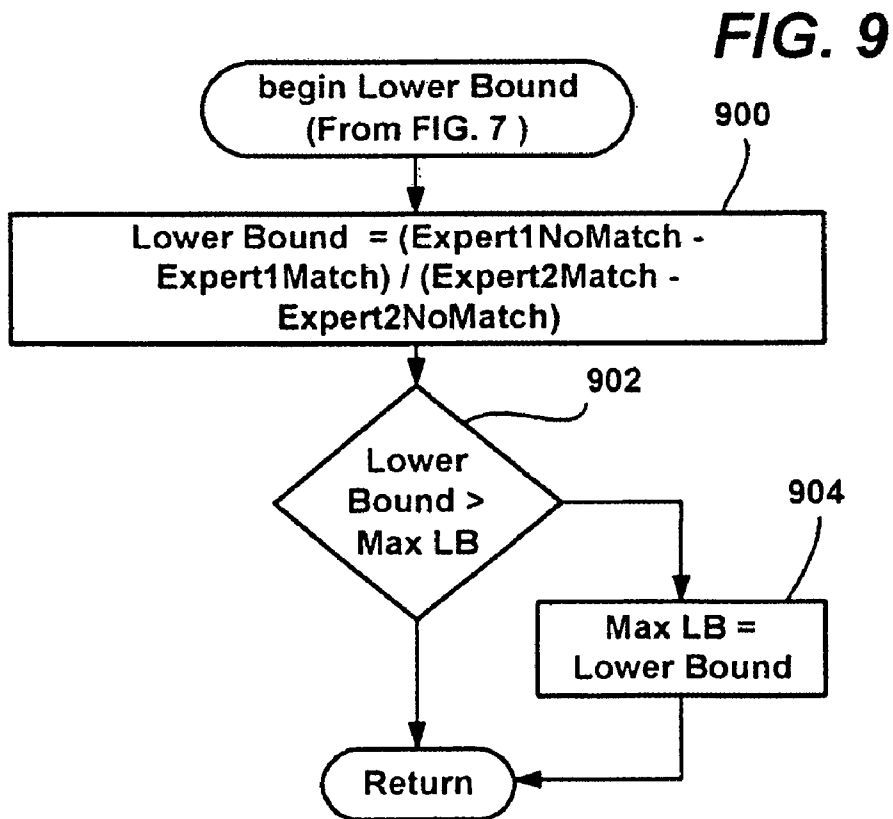 FIG. 9
begin Lower Bound
(From FIG. 7 )
900
Lower Bound = (Expert1NoMatch -
Expert1Match) / (Expert2Match -
Expert2NoMatch)
902
Lower
Bound >
Max LB
904
Max LB =
Lower Bound
Return